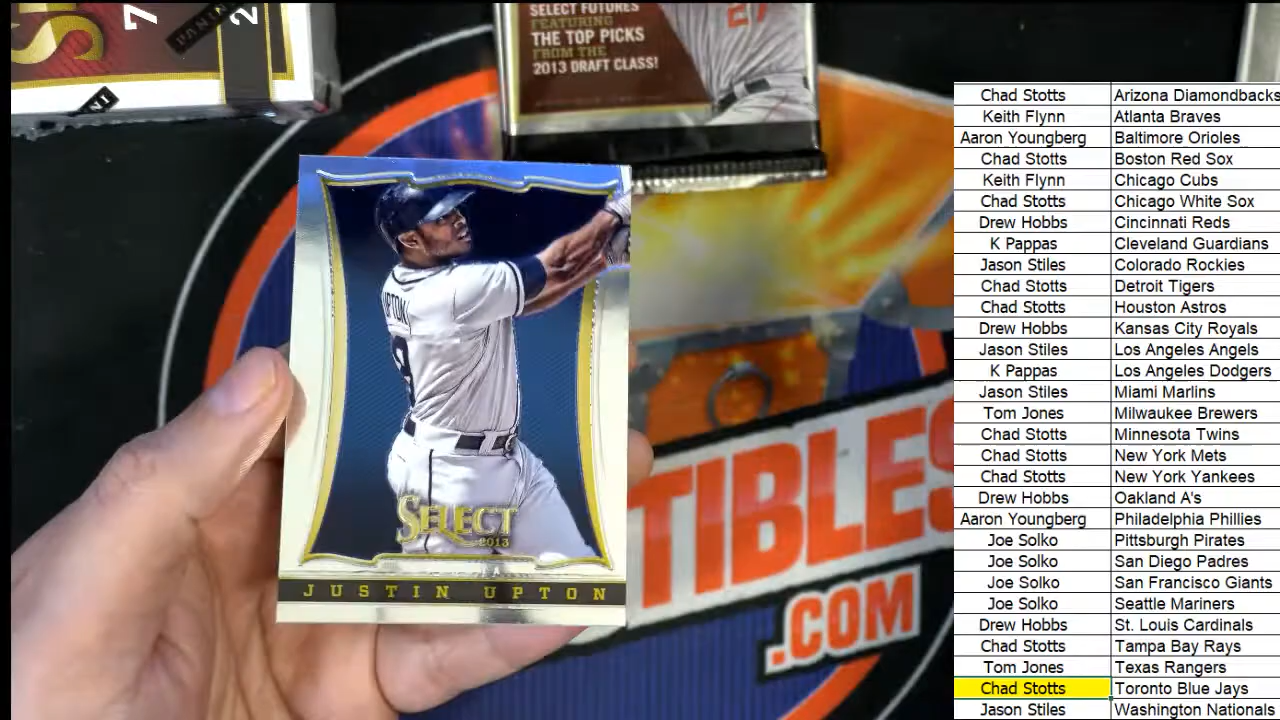 7
2
PANINI
NI
SELECT FUTURES
FEATURING
THE TOP PICKS
FROM THE
2013 DRAFT CLASS!
27
UPTON
8
SELECT
2013
JUSTIN UPTON
TIBLES
.COM
Chad Stotts Arizona Diamondbacks
Keith Flynn Atlanta Braves
Aaron Youngberg Baltimore Orioles
Chad Stotts Boston Red Sox
Keith Flynn Chicago Cubs
Chad Stotts Chicago White Sox
Drew Hobbs Cincinnati Reds
K Pappas Cleveland Guardians
Jason Stiles Colorado Rockies
Chad Stotts Detroit Tigers
Chad Stotts Houston Astros
Drew Hobbs Kansas City Royals
Jason Stiles Los Angeles Angels
K Pappas Los Angeles Dodgers
Jason Stiles Miami Marlins
Tom Jones Milwaukee Brewers
Chad Stotts Minnesota Twins
Chad Stotts New York Mets
Chad Stotts New York Yankees
Drew Hobbs Oakland A's
Aaron Youngberg Philadelphia Phillies
Joe Solko Pittsburgh Pirates
Joe Solko San Diego Padres
Joe Solko San Francisco Giants
Joe Solko Seattle Mariners
Drew Hobbs St. Louis Cardinals
Chad Stotts Tampa Bay Rays
Tom Jones Texas Rangers
Chad Stotts Toronto Blue Jays
Jason Stiles Washington Nationals